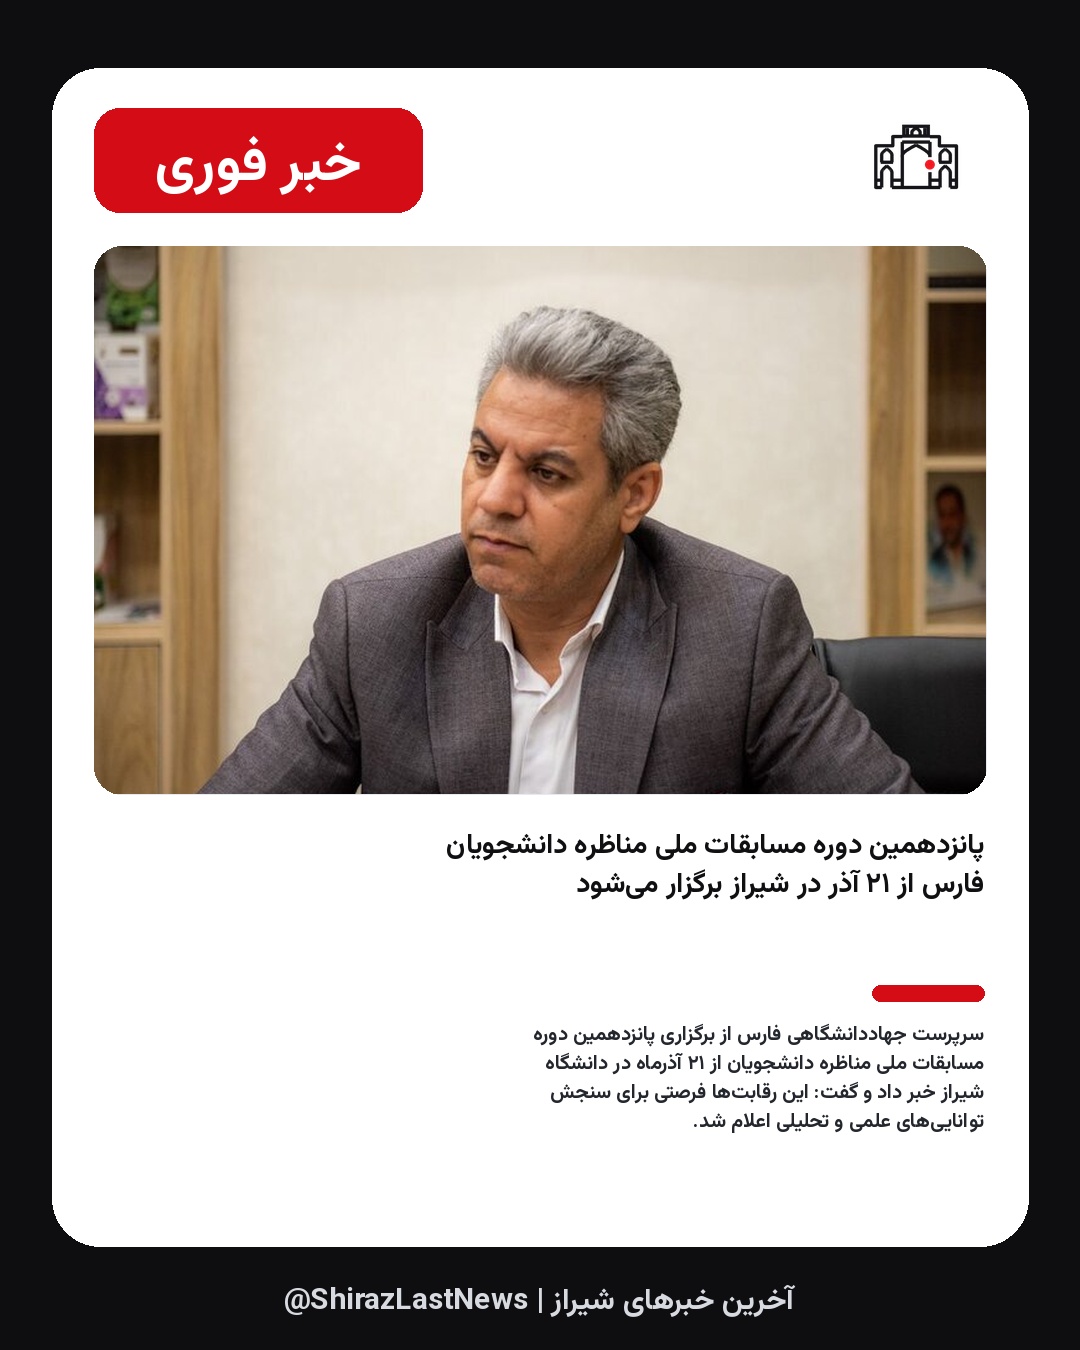 خبر فوری
پانزدهمین دوره مسابقات ملی مناظره دانشجویان
فارس از ۲۱ آذر در شیراز برگزار می‌شود
سرپرست جهاددانشگاهی فارس از برگزاری پانزدهمین دوره
مسابقات ملی مناظره دانشجویان از ۲۱ آذرماه در دانشگاه
شیراز خبر داد و گفت: این رقابت‌ها فرصتی برای سنجش
توانایی‌های علمی و تحلیلی اعلام شد.
آخرین خبرهای شیراز | @ShirazLastNews